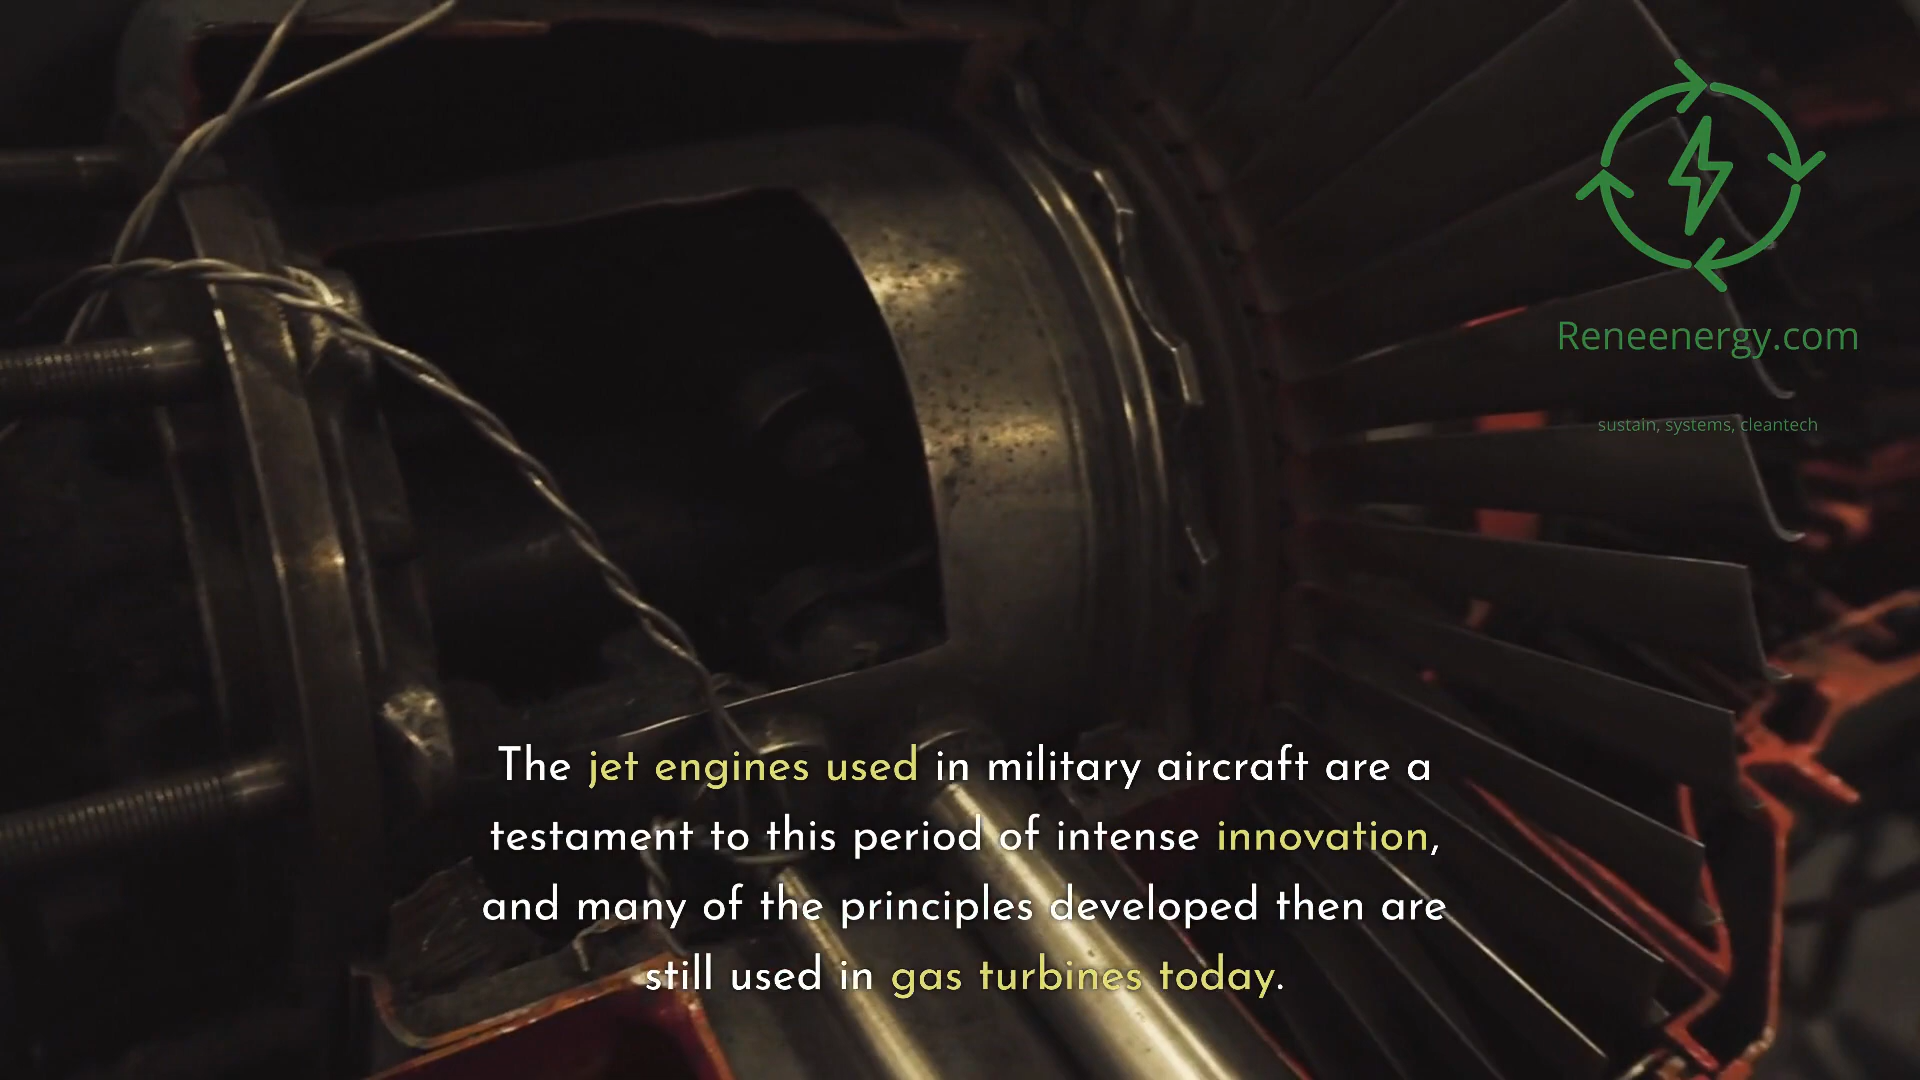 Reneenergy.com
sustain, systems, cleantech
The jet engines used in military aircraft are a
testament to this period of intense innovation,
and many of the principles developed then are
still used in gas turbines today.